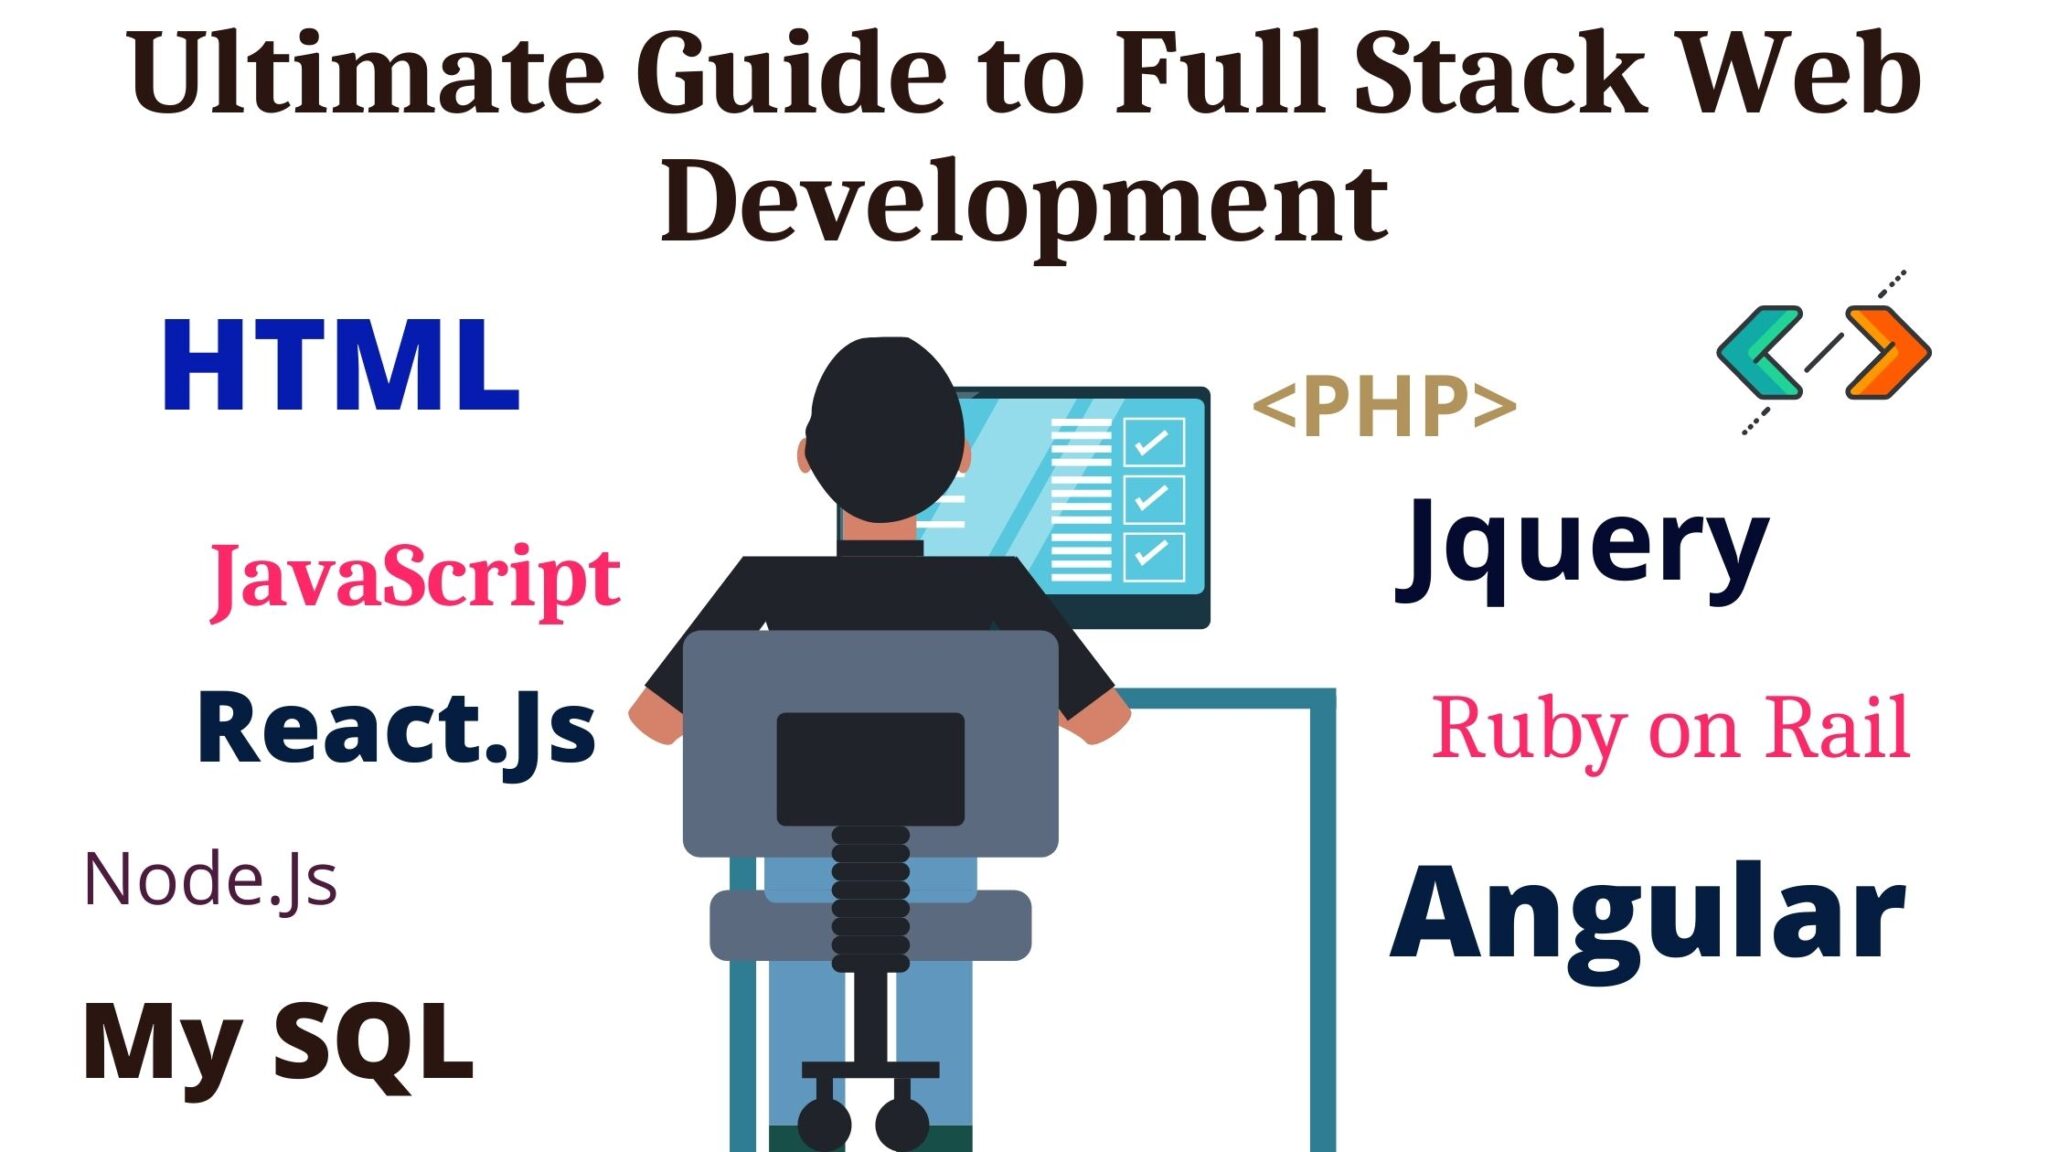 Ultimate Guide to Full Stack Web
Development
HTML
<PHP>
JavaScript
Jquery
React.Js
Ruby on Rail
Node.Js
Angular
My SQL